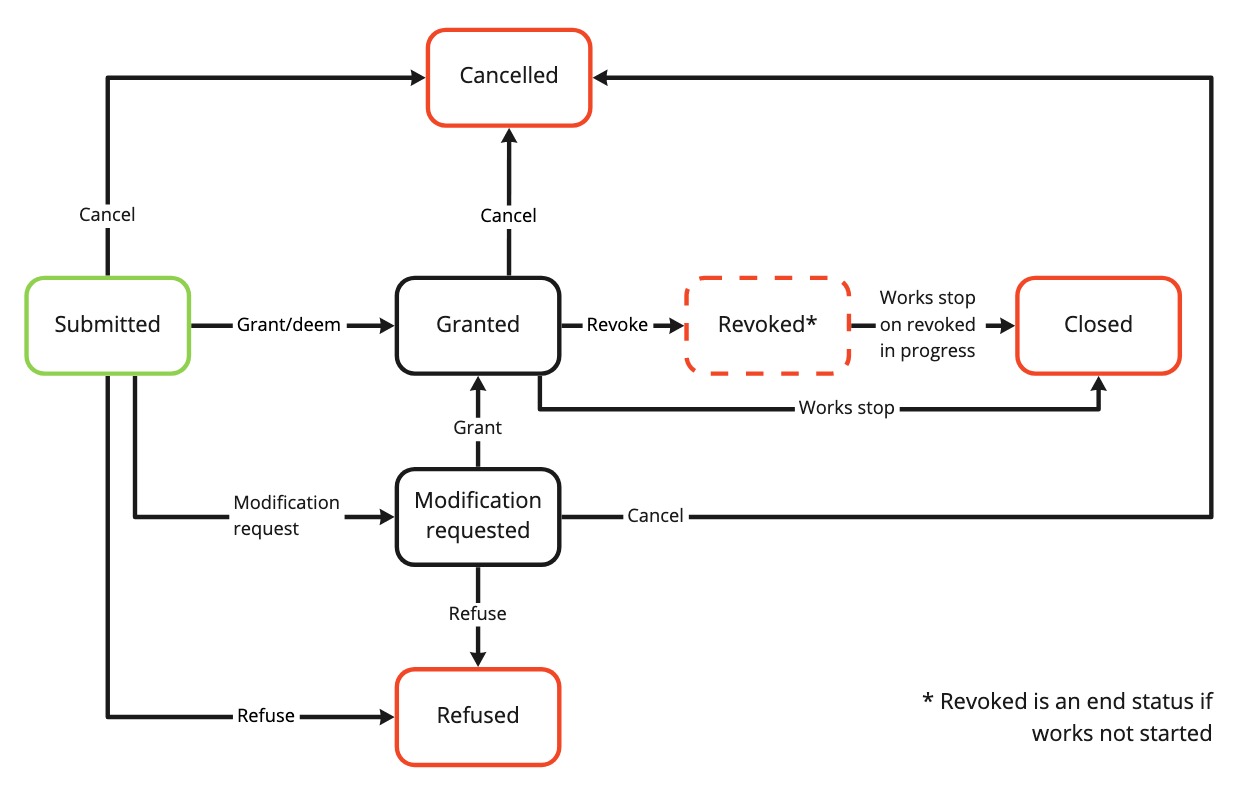 Cancelled
Cancel
Cancel
Submitted
Grant/deem
Granted
Revoke
Revoked*
Works stop
on revoked
in progress
Closed
Works stop
Grant
Modification
request
Modification
requested
Cancel
Refuse
Refuse
Refused
* Revoked is an end status if
works not started